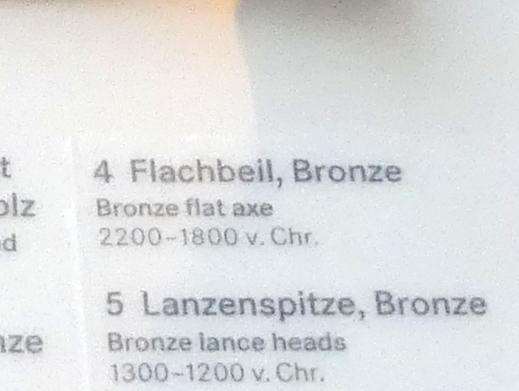 4 Flachbeil, Bronze
Bronze flat axe
2200–1800 v. Chr.
5 Lanzenspitze, Bronze
Bronze lance heads
1300–1200 v. Chr.